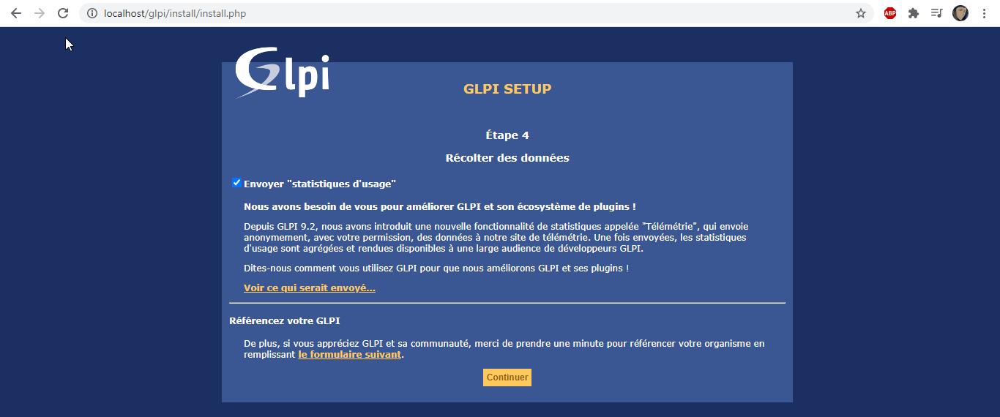 localhost/glpi/install/install.php
ABP
Glpi
GLPI SETUP
Étape 4
Récolter des données
Envoyer "statistiques d'usage"
Nous avons besoin de vous pour améliorer GLPI et son écosystème de plugins !
Depuis GLPI 9.2, nous avons introduit une nouvelle fonctionnalité de statistiques appelée "Télémétrie", qui envoie
anonymement, avec votre permission, des données à notre site de télémétrie. Une fois envoyées, les statistiques
d'usage sont agrégées et rendues disponibles à une large audience de développeurs GLPI.
Dites-nous comment vous utilisez GLPI pour que nous améliorons GLPI et ses plugins !
Voir ce qui serait envoyé...
Référencez votre GLPI
De plus, si vous appréciez GLPI et sa communauté, merci de prendre une minute pour référencer votre organisme en
remplissant le formulaire suivant.
Continuer